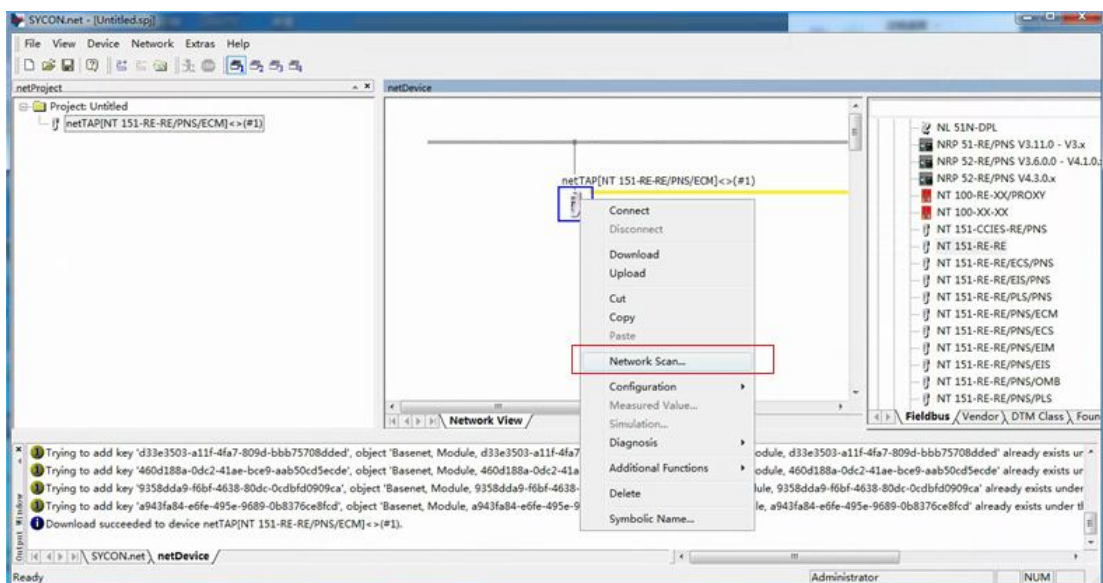 SYCON.net - [Untitled.spj]
File View Device Network Extras Help
netProject
netDevice
Project: Untitled
netTAP[NT 151-RE-RE/PNS/ECM]<>(#1)
netTAP[NT 151-RE-RE/PNS/ECM]<>(#1)
Connect
Disconnect
Download
Upload
Cut
Copy
Paste
Network Scan...
Configuration
Measured Value...
Simulation...
Diagnosis
Additional Functions
Delete
Symbolic Name...
NL 51N-DPL
NRP 51-RE/PNS V3.11.0 - V3.x
NRP 52-RE/PNS V3.6.0.0 - V4.1.0.
NRP 52-RE/PNS V4.3.0.x
NT 100-RE-XX/PROXY
NT 100-XX-XX
NT 151-CCIES-RE/PNS
NT 151-RE-RE
NT 151-RE-RE/ECS/PNS
NT 151-RE-RE/EIS/PNS
NT 151-RE-RE/PLS/PNS
NT 151-RE-RE/PNS/ECM
NT 151-RE-RE/PNS/ECS
NT 151-RE-RE/PNS/EIM
NT 151-RE-RE/PNS/EIS
NT 151-RE-RE/PNS/OMB
NT 151-RE-RE/PNS/PLS
Network View
Fieldbus Vendor DTM Class Foun
Trying to add key 'd33e3503-a11f-4fa7-809d-bbb75708dded', object 'Basenet, Module, d33e3503-a11f-4fa7 odule, d33e3503-a11f-4fa7-809d-bbb75708dded' already exists ur
Trying to add key '460d188a-0dc2-41ae-bce9-aab50cd5ecde', object 'Basenet, Module, 460d188a-0dc2-41a odule, 460d188a-0dc2-41ae-bce9-aab50cd5ecde' already exists u
Trying to add key '9358dda9-f6bf-4638-80dc-0cdbfd0909ca', object 'Basenet, Module, 9358dda9-f6bf-4638- lule, 9358dda9-f6bf-4638-80dc-0cdbfd0909ca' already exists under
Trying to add key 'a943fa84-e6fe-495e-9689-0b8376ce8fcd', object 'Basenet, Module, a943fa84-e6fe-495e-9 le, a943fa84-e6fe-495e-9689-0b8376ce8fcd' already exists under tl
Download succeeded to device netTAP[NT 151-RE-RE/PNS/ECM]<>(#1).
Output Window
SYCON.net netDevice
Ready
Administrator
NUM